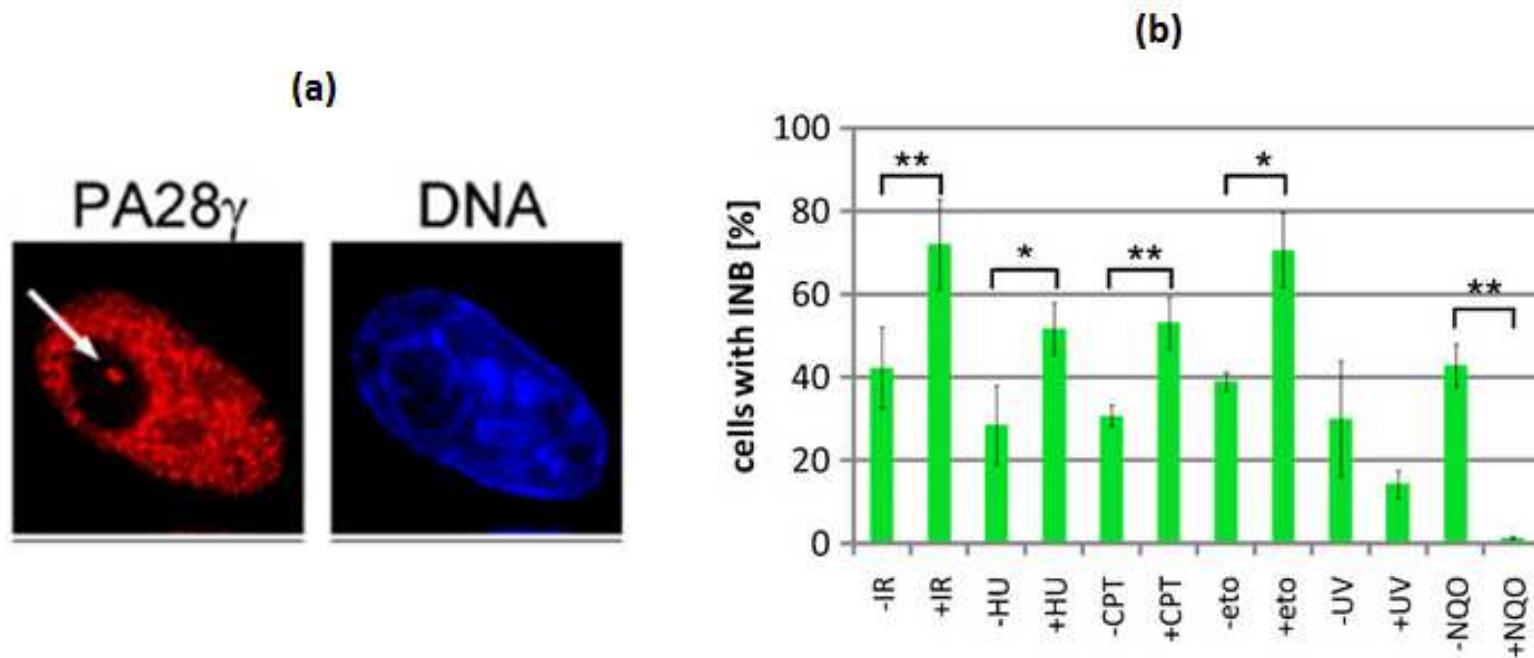 (a)
PA28γ
DNA
(b)
cells with INB [%]
100
80
60
40
20
0
**
*
**
*
**
-IR
+IR
-HU
+HU
-CPT
+CPT
-eto
+eto
-UV
+UV
-NQO
+NQO